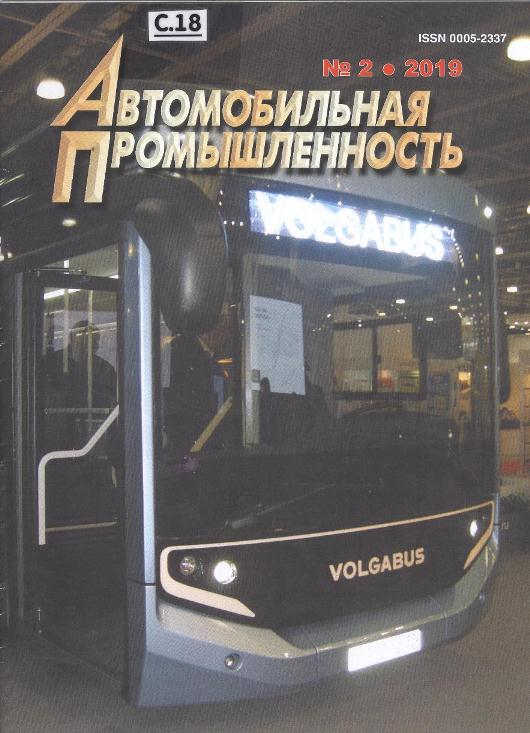 С.18
ISSN 0005-2337
№ 2 ● 2019
АВТОМОБИЛЬНАЯ
ПРОМЫШЛЕННОСТЬ
VOLGABUS
VOLGABUS